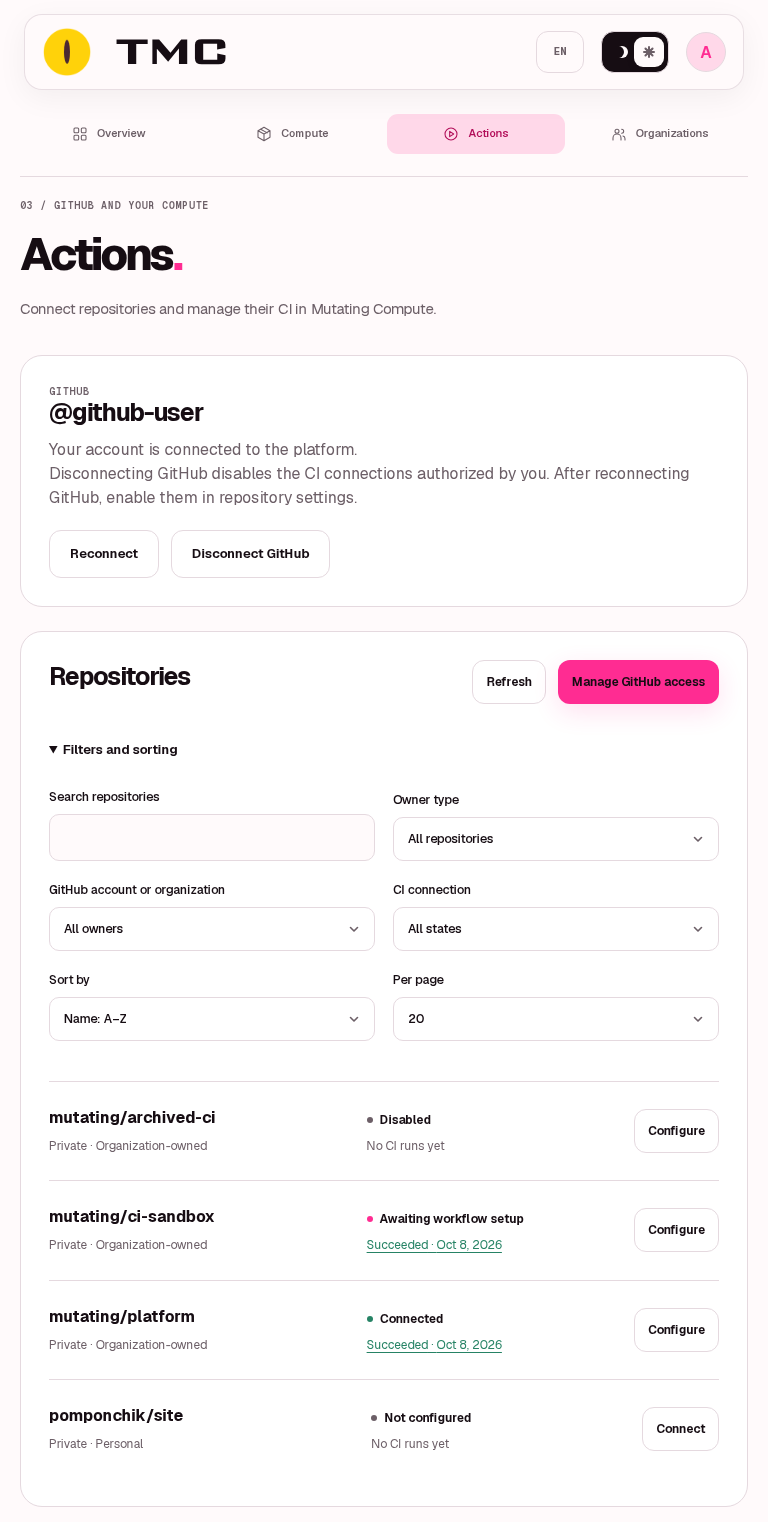 TMC
EN
A
Overview
Compute
Actions
Organizations
03 / GITHUB AND YOUR COMPUTE
Actions.
Connect repositories and manage their CI in Mutating Compute.
GITHUB
@github-user
Your account is connected to the platform.
Disconnecting GitHub disables the CI connections authorized by you. After reconnecting
GitHub, enable them in repository settings.
Reconnect
Disconnect GitHub
Repositories
Refresh
Manage GitHub access
▼ Filters and sorting
Search repositories
Owner type
All repositories
GitHub account or organization
CI connection
All owners
All states
Sort by
Per page
Name: A–Z
20
mutating/archived-ci
Private · Organization-owned
Disabled
No CI runs yet
Configure
mutating/ci-sandbox
Private · Organization-owned
Awaiting workflow setup
Succeeded · Oct 8, 2026
Configure
mutating/platform
Private · Organization-owned
Connected
Succeeded · Oct 8, 2026
Configure
pomponchik/site
Private · Personal
Not configured
No CI runs yet
Connect